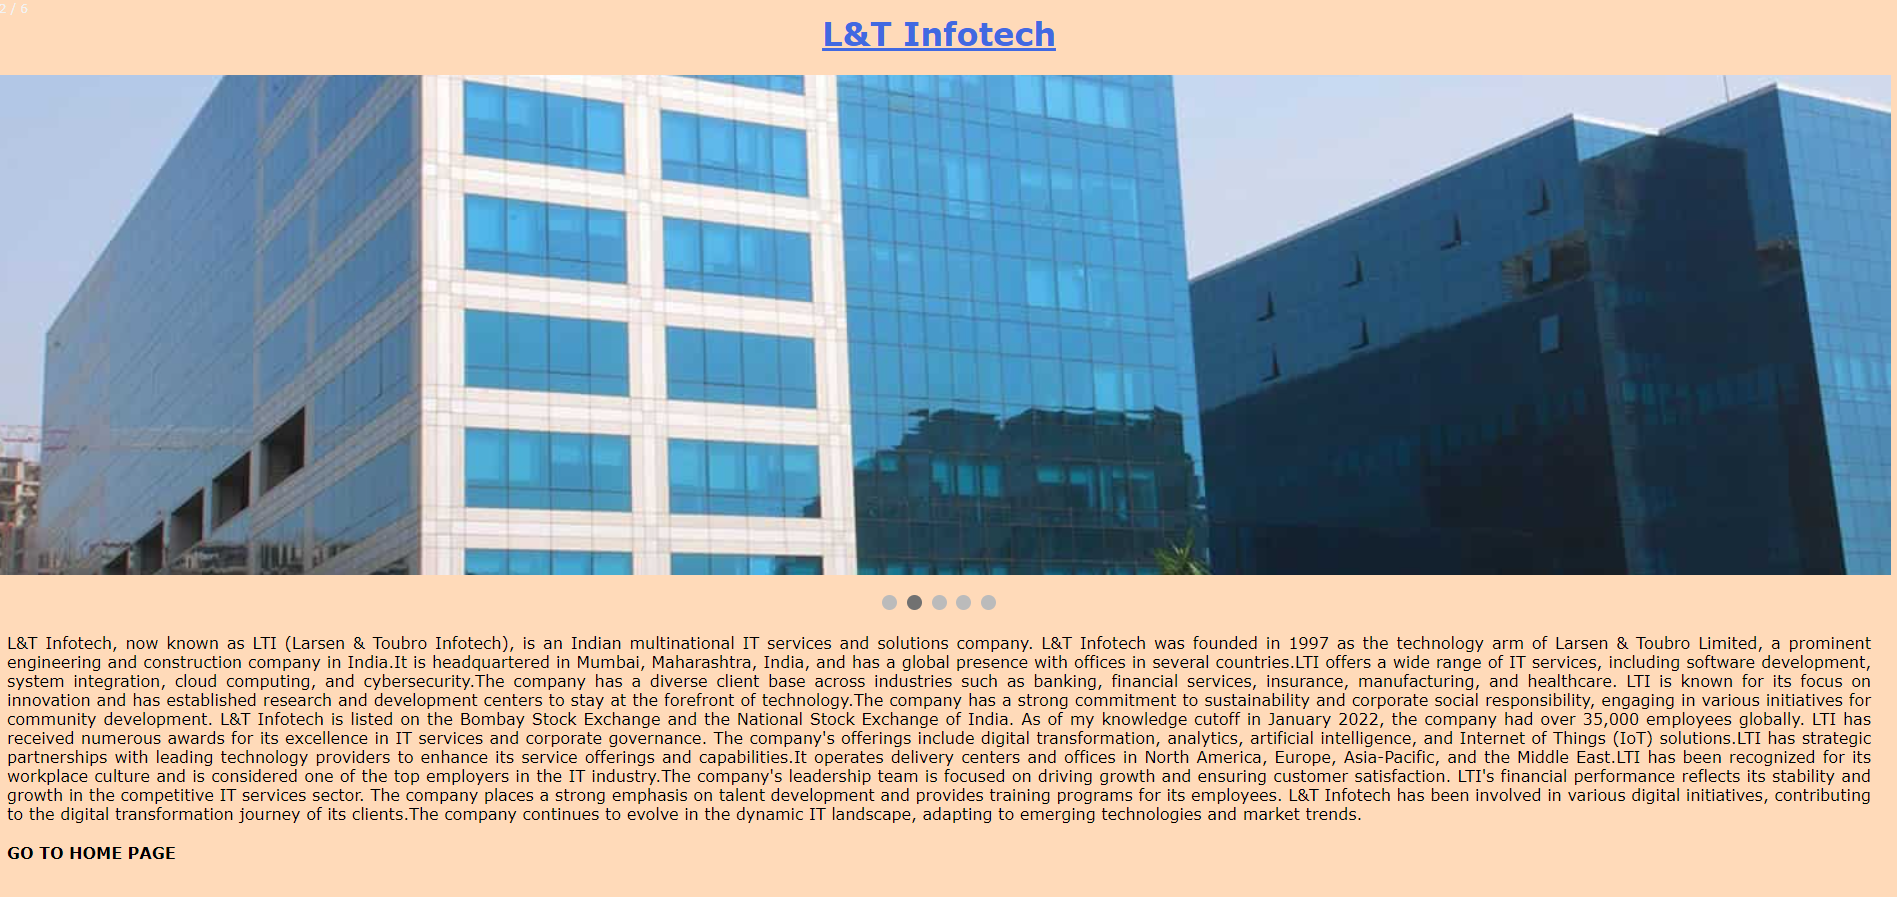 2 / 6
L&T Infotech
L&T Infotech, now known as LTI (Larsen & Toubro Infotech), is an Indian multinational IT services and solutions company. L&T Infotech was founded in 1997 as the technology arm of Larsen & Toubro Limited, a prominent
engineering and construction company in India.It is headquartered in Mumbai, Maharashtra, India, and has a global presence with offices in several countries.LTI offers a wide range of IT services, including software development,
system integration, cloud computing, and cybersecurity.The company has a diverse client base across industries such as banking, financial services, insurance, manufacturing, and healthcare. LTI is known for its focus on
innovation and has established research and development centers to stay at the forefront of technology.The company has a strong commitment to sustainability and corporate social responsibility, engaging in various initiatives for
community development. L&T Infotech is listed on the Bombay Stock Exchange and the National Stock Exchange of India. As of my knowledge cutoff in January 2022, the company had over 35,000 employees globally. LTI has
received numerous awards for its excellence in IT services and corporate governance. The company's offerings include digital transformation, analytics, artificial intelligence, and Internet of Things (IoT) solutions.LTI has strategic
partnerships with leading technology providers to enhance its service offerings and capabilities.It operates delivery centers and offices in North America, Europe, Asia-Pacific, and the Middle East.LTI has been recognized for its
workplace culture and is considered one of the top employers in the IT industry.The company's leadership team is focused on driving growth and ensuring customer satisfaction. LTI's financial performance reflects its stability and
growth in the competitive IT services sector. The company places a strong emphasis on talent development and provides training programs for its employees. L&T Infotech has been involved in various digital initiatives, contributing
to the digital transformation journey of its clients.The company continues to evolve in the dynamic IT landscape, adapting to emerging technologies and market trends.
GO TO HOME PAGE